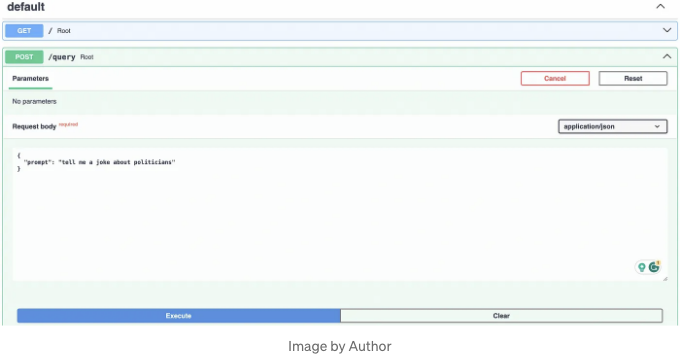 default
GET / Root
POST /query Root
Parameters
Cancel
Reset
No parameters
Request body required
application/json
{
"prompt": "tell me a joke about politicians"
}
Execute
Clear
Image by Author